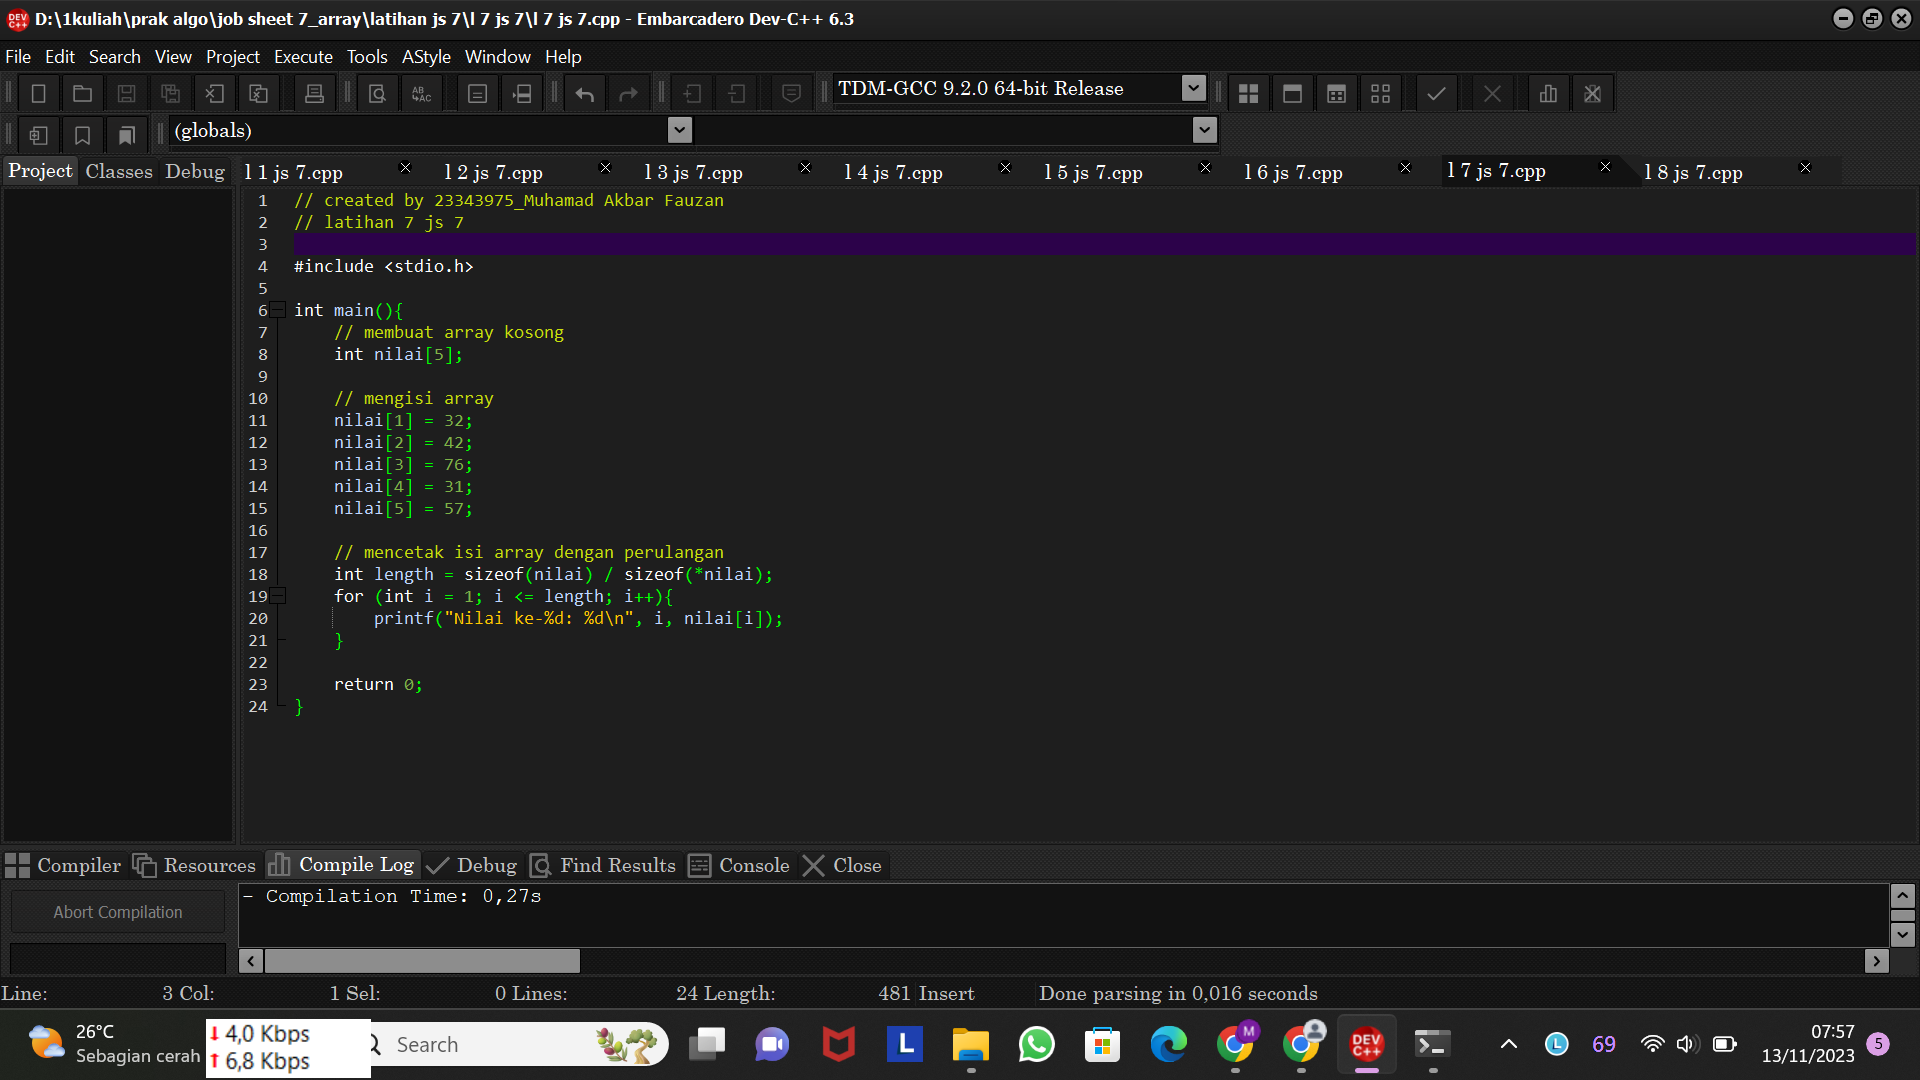 D:\1kuliah\prak algo\job sheet 7_array\latihan js 7\l 7 js 7\l 7 js 7.cpp - Embarcadero Dev-C++ 6.3
File Edit Search View Project Execute Tools AStyle Window Help
TDM-GCC 9.2.0 64-bit Release
(globals)
Project Classes Debug
l 1 js 7.cpp l 2 js 7.cpp l 3 js 7.cpp l 4 js 7.cpp l 5 js 7.cpp l 6 js 7.cpp l 7 js 7.cpp l 8 js 7.cpp
1 // created by 23343975_Muhamad Akbar Fauzan
2 // latihan 7 js 7
3
4 #include <stdio.h>
5
6 int main(){
7 // membuat array kosong
8 int nilai[5];
9
10 // mengisi array
11 nilai[1] = 32;
12 nilai[2] = 42;
13 nilai[3] = 76;
14 nilai[4] = 31;
15 nilai[5] = 57;
16
17 // mencetak isi array dengan perulangan
18 int length = sizeof(nilai) / sizeof(*nilai);
19 for (int i = 1; i <= length; i++){
20 printf("Nilai ke-%d: %d\n", i, nilai[i]);
21 }
22
23 return 0;
24 }
Compiler Resources Compile Log Debug Find Results Console Close
Abort Compilation
- Compilation Time: 0,27s
Line: 3 Col: 1 Sel: 0 Lines: 24 Length: 481 Insert Done parsing in 0,016 seconds
26°C
Sebagian cerah
4,0 Kbps
6,8 Kbps
Search
L
M
DEV
C++
L
69
07:57
13/11/2023
5